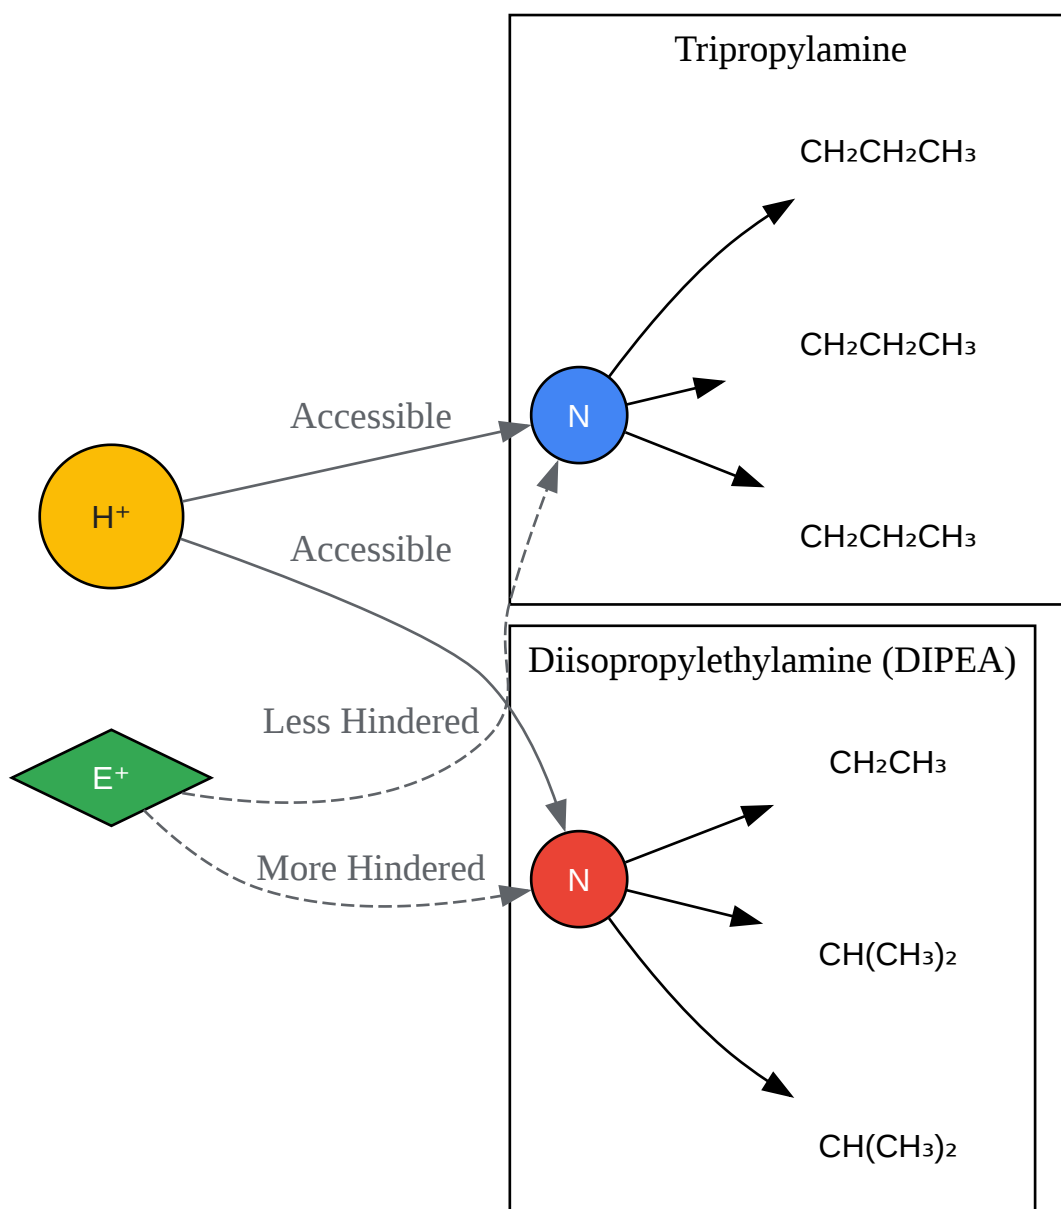 Tripropylamine
CH₂CH₂CH₃
CH₂CH₂CH₃
N
Accessible
H⁺
Accessible
CH₂CH₂CH₃
Diisopropylethylamine (DIPEA)
Less Hindered
CH₂CH₃
E⁺
More Hindered
N
CH(CH₃)₂
CH(CH₃)₂